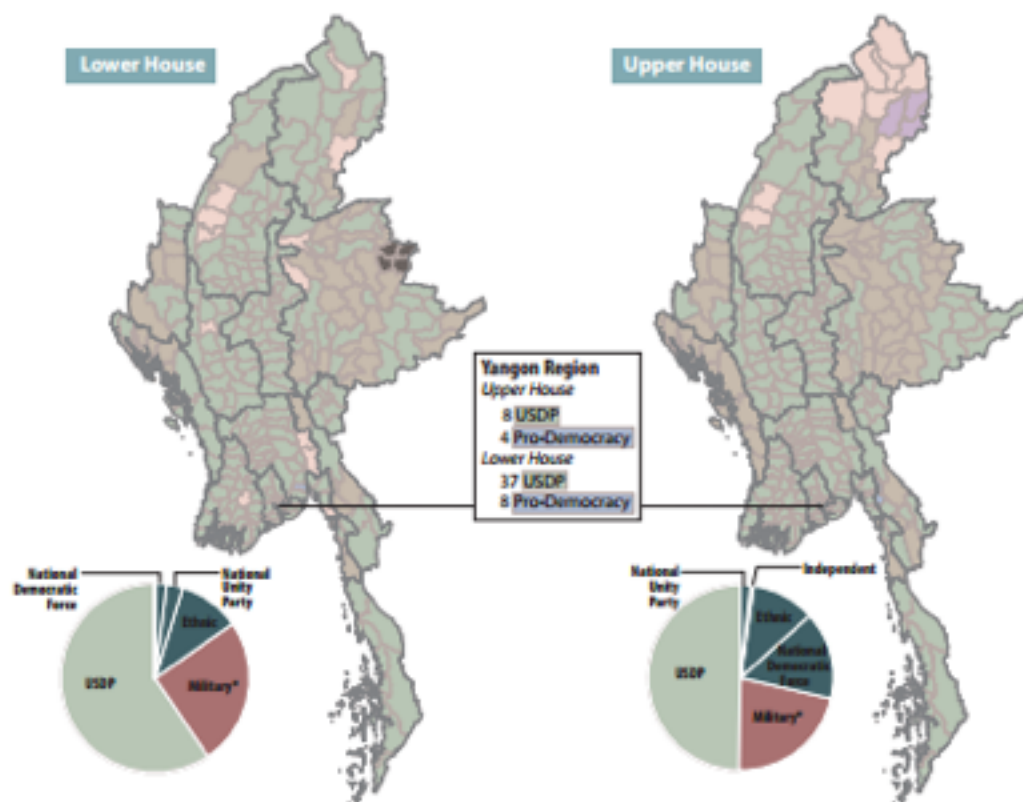 Lower House
Upper House
Yangon Region
Upper House
8 USDP
4 Pro-Democracy
Lower House
37 USDP
8 Pro-Democracy
National
Democratic
Force
National
Unity
Party
Ethnic
USDP
Military*
National
Unity
Party
Independent
Ethnic
National
Democratic
Force
USDP
Military*